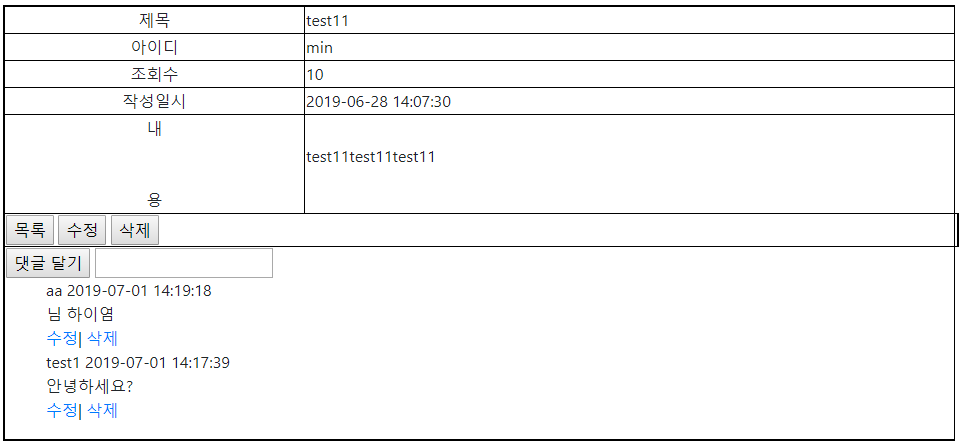 제목 test11
아이디 min
조회수 10
작성일시 2019-06-28 14:07:30
내
test11test11test11
용
목록 수정 삭제
댓글 달기
aa 2019-07-01 14:19:18
님 하이염
수정| 삭제
test1 2019-07-01 14:17:39
안녕하세요?
수정| 삭제